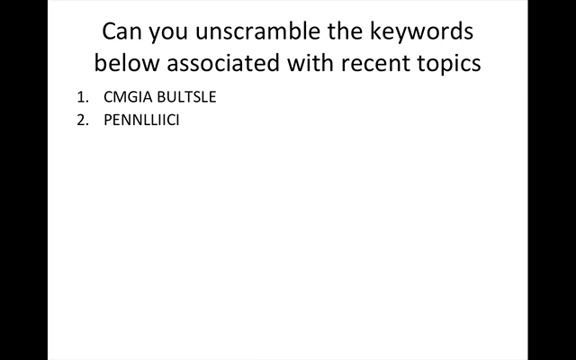 Can you unscramble the keywords
below associated with recent topics
1. CMGIA BULTSLE
2. PENNLLIICI